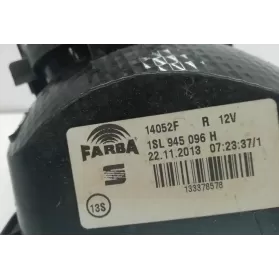 14052F R 12V
FARBA
1SL 945 096 H
22.11.2013 07:23:37/1
133378578
13S